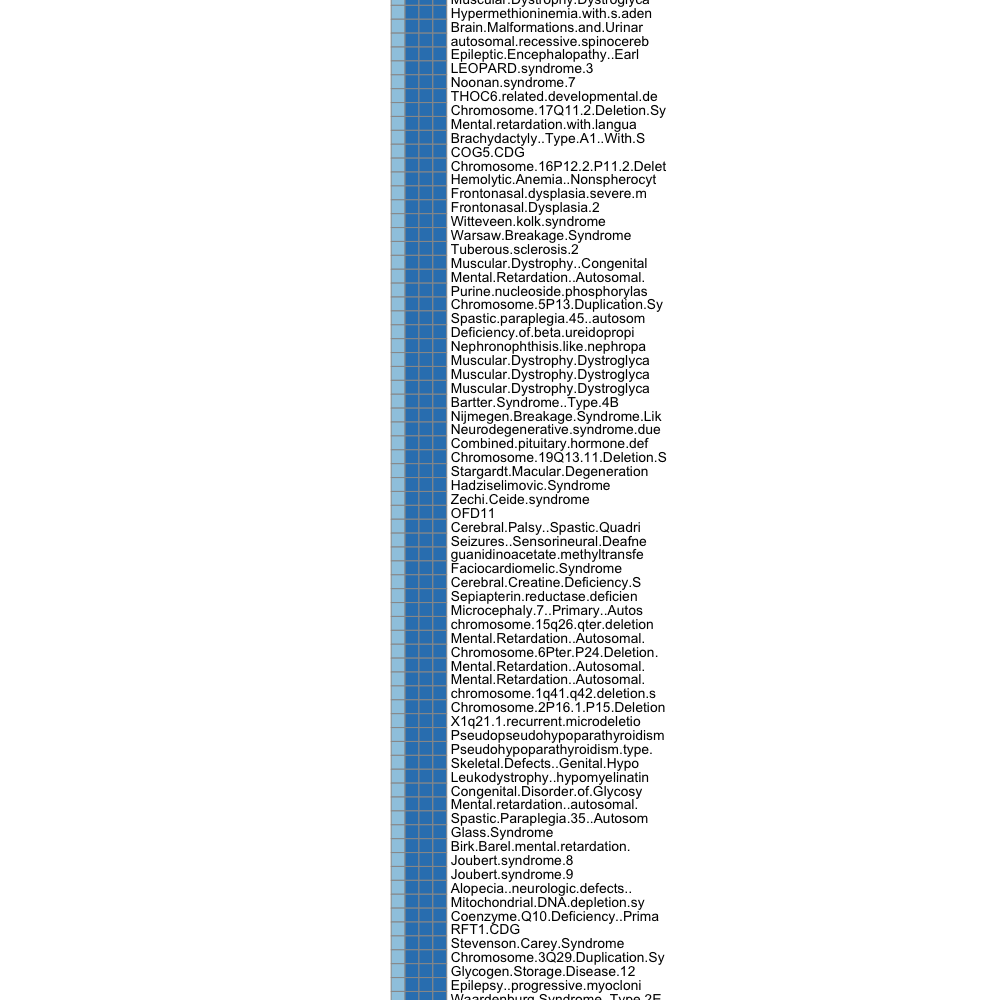 Muscular.Dystrophy.Dystroglyca
Hypermethioninemia.with.s.aden
Brain.Malformations.and.Urinar
autosomal.recessive.spinocereb
Epileptic.Encephalopathy..Earl
LEOPARD.syndrome.3
Noonan.syndrome.7
THOC6.related.developmental.de
Chromosome.17Q11.2.Deletion.Sy
Mental.retardation.with.langua
Brachydactyly..Type.A1..With.S
COG5.CDG
Chromosome.16P12.2.P11.2.Delet
Hemolytic.Anemia..Nonspherocyt
Frontonasal.dysplasia.severe.m
Frontonasal.Dysplasia.2
Witteveen.kolk.syndrome
Warsaw.Breakage.Syndrome
Tuberous.sclerosis.2
Muscular.Dystrophy..Congenital
Mental.Retardation..Autosomal.
Purine.nucleoside.phosphorylas
Chromosome.5P13.Duplication.Sy
Spastic.paraplegia.45..autosom
Deficiency.of.beta.ureidopropi
Nephronophthisis.like.nephropa
Muscular.Dystrophy.Dystroglyca
Muscular.Dystrophy.Dystroglyca
Muscular.Dystrophy.Dystroglyca
Bartter.Syndrome..Type.4B
Nijmegen.Breakage.Syndrome.Lik
Neurodegenerative.syndrome.due
Combined.pituitary.hormone.def
Chromosome.19Q13.11.Deletion.S
Stargardt.Macular.Degeneration
Hadziselimovic.Syndrome
Zechi.Ceide.syndrome
OFD11
Cerebral.Palsy..Spastic.Quadri
Seizures..Sensorineural.Deafne
guanidinoacetate.methyltransfe
Faciocardiomelic.Syndrome
Cerebral.Creatine.Deficiency.S
Sepiapterin.reductase.deficien
Microcephaly.7..Primary..Autos
chromosome.15q26.qter.deletion
Mental.Retardation..Autosomal.
Chromosome.6Pter.P24.Deletion.
Mental.Retardation..Autosomal.
Mental.Retardation..Autosomal.
chromosome.1q41.q42.deletion.s
Chromosome.2P16.1.P15.Deletion
X1q21.1.recurrent.microdeletio
Pseudopseudohypoparathyroidism
Pseudohypoparathyroidism.type.
Skeletal.Defects..Genital.Hypo
Leukodystrophy..hypomyelinatin
Congenital.Disorder.of.Glycosy
Mental.retardation..autosomal.
Spastic.Paraplegia.35..Autosom
Glass.Syndrome
Birk.Barel.mental.retardation.
Joubert.syndrome.8
Joubert.syndrome.9
Alopecia..neurologic.defects..
Mitochondrial.DNA.depletion.sy
Coenzyme.Q10.Deficiency..Prima
RFT1.CDG
Stevenson.Carey.Syndrome
Chromosome.3Q29.Duplication.Sy
Glycogen.Storage.Disease.12
Epilepsy..progressive.myocloni
Waardenburg.Syndrome..Type.2E